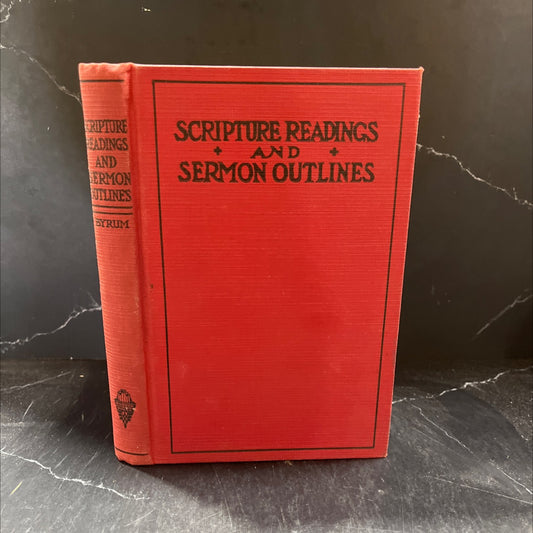 SCRIPTURE READINGS
AND
SERMON OUTLINES
SCRIPTURE
READINGS
AND
SERMON
OUTLINES
BYRUM